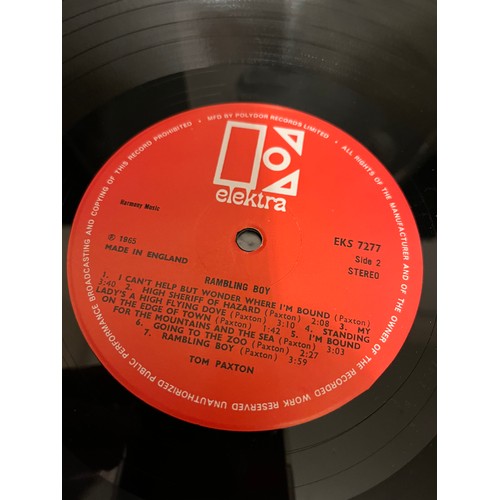 MFG BY POLYDOR RECORDS LIMITED. ALL RIGHTS OF THE MANUFACTURER AND OF THE OWNER OF THE RECORDED WORK RESERVED UNAUTHORIZED PUBLIC PERFORMANCE BROADCASTING AND COPYING OF THIS RECORD PROHIBITED
elektra
Harmony Music
EKS 7277
Side 2
STEREO
℗ 1965
MADE IN ENGLAND
RAMBLING BOY
1. I CAN'T HELP BUT WONDER WHERE I'M BOUND (Paxton)
3:40 2. HIGH SHERIFF OF HAZARD (Paxton) 2:08 3. MY
LADY'S A HIGH FLYING DOVE (Paxton) 3:10 4. STANDING
ON THE EDGE OF TOWN (Paxton) 1:42 5. I'M BOUND
FOR THE MOUNTAINS AND THE SEA (Paxton) 3:03
6. GOING TO THE ZOO (Paxton) 2:27
7. RAMBLING BOY (Paxton) 3:59
TOM PAXTON